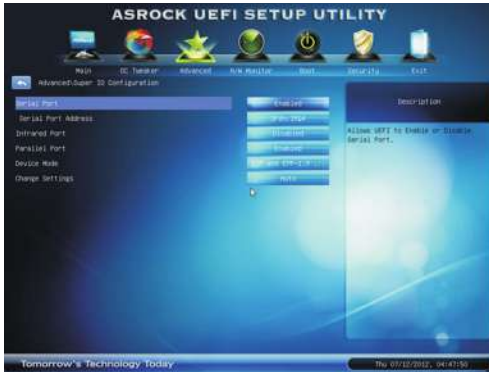 ASROCK UEFI SETUP UTILITY
Main
OC Tweaker
Advanced
H/W Monitor
Boot
Security
Exit
Advanced\Super IO Configuration
Description
Serial Port
Enabled
Serial Port Address
Infrared Port
Disabled
Parallel Port
Enabled
Device Mode
Change Settings
Auto
Allows UEFI to Enable or Disable
Serial Port.
Tomorrow's Technology Today
Thu 07/12/2012, 04:47:50